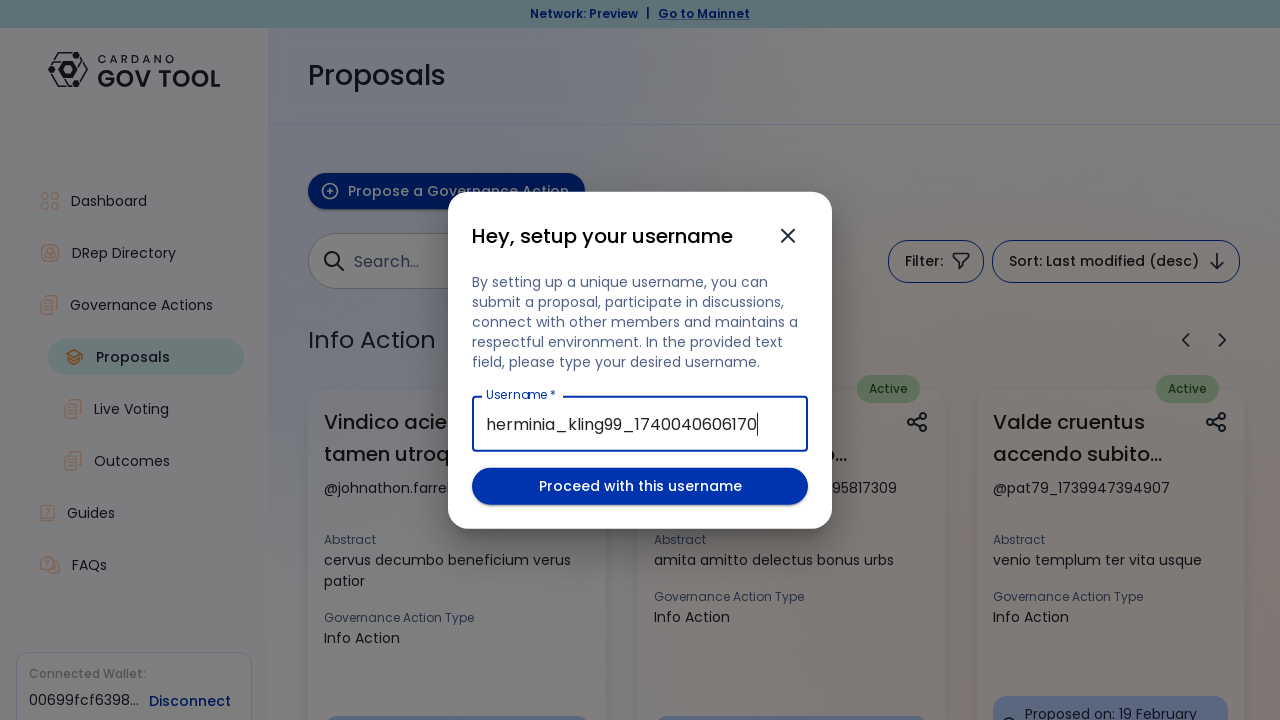 Network: Preview | Go to Mainnet
CARDANO
GOV TOOL
Proposals
Dashboard
DRep Directory
Governance Actions
Proposals
Live Voting
Outcomes
Guides
FAQs
Connected Wallet:
00699fcf6398... Disconnect
Propose a Governance Action
Search...
Filter:
Sort: Last modified (desc)
Info Action
Hey, setup your username
By setting up a unique username, you can
submit a proposal, participate in discussions,
connect with other members and maintains a
respectful environment. In the provided text
field, please type your desired username.
Username *
herminia_kling99_1740040606170
Proceed with this username
Vindico acie
tamen utroq
@johnathon.farre
Abstract
cervus decumbo beneficium verus
patior
Governance Action Type
Info Action
Active
...
95817309
Abstract
amita amitto delectus bonus urbs
Governance Action Type
Info Action
Active
Valde cruentus
accendo subito...
@pat79_1739947394907
Abstract
venio templum ter vita usque
Governance Action Type
Info Action
Proposed on: 19 February